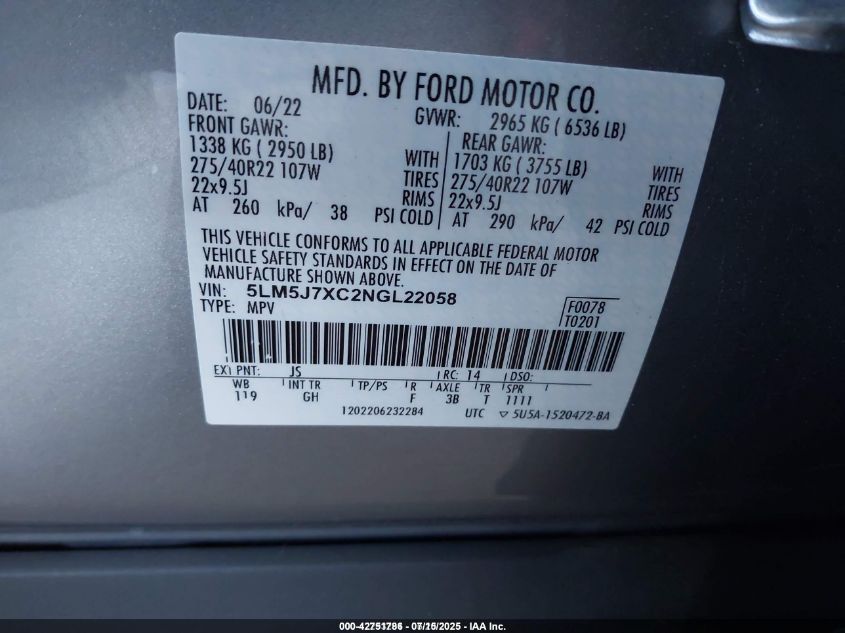 MFD. BY FORD MOTOR CO.
DATE: 06/22 GVWR: 2965 KG ( 6536 LB)
FRONT GAWR: REAR GAWR:
1338 KG ( 2950 LB) WITH 1703 KG ( 3755 LB) WITH
275/40R22 107W TIRES 275/40R22 107W TIRES
22x9.5J RIMS 22x9.5J RIMS
AT 260 kPa/ 38 PSI COLD AT 290 kPa/ 42 PSI COLD
THIS VEHICLE CONFORMS TO ALL APPLICABLE FEDERAL MOTOR
VEHICLE SAFETY STANDARDS IN EFFECT ON THE DATE OF
MANUFACTURE SHOWN ABOVE.
VIN: 5LM5J7XC2NGL22058
TYPE: MPV F0078
T0201
EXT PNT: JS RC: 14 DSO:
WB INT TR TP/PS R AXLE TR SPR
119 GH F 3B T 1111
1202206232284 UTC ▽ 5U5A-1520472-BA
07/16/2025 - IAA Inc.